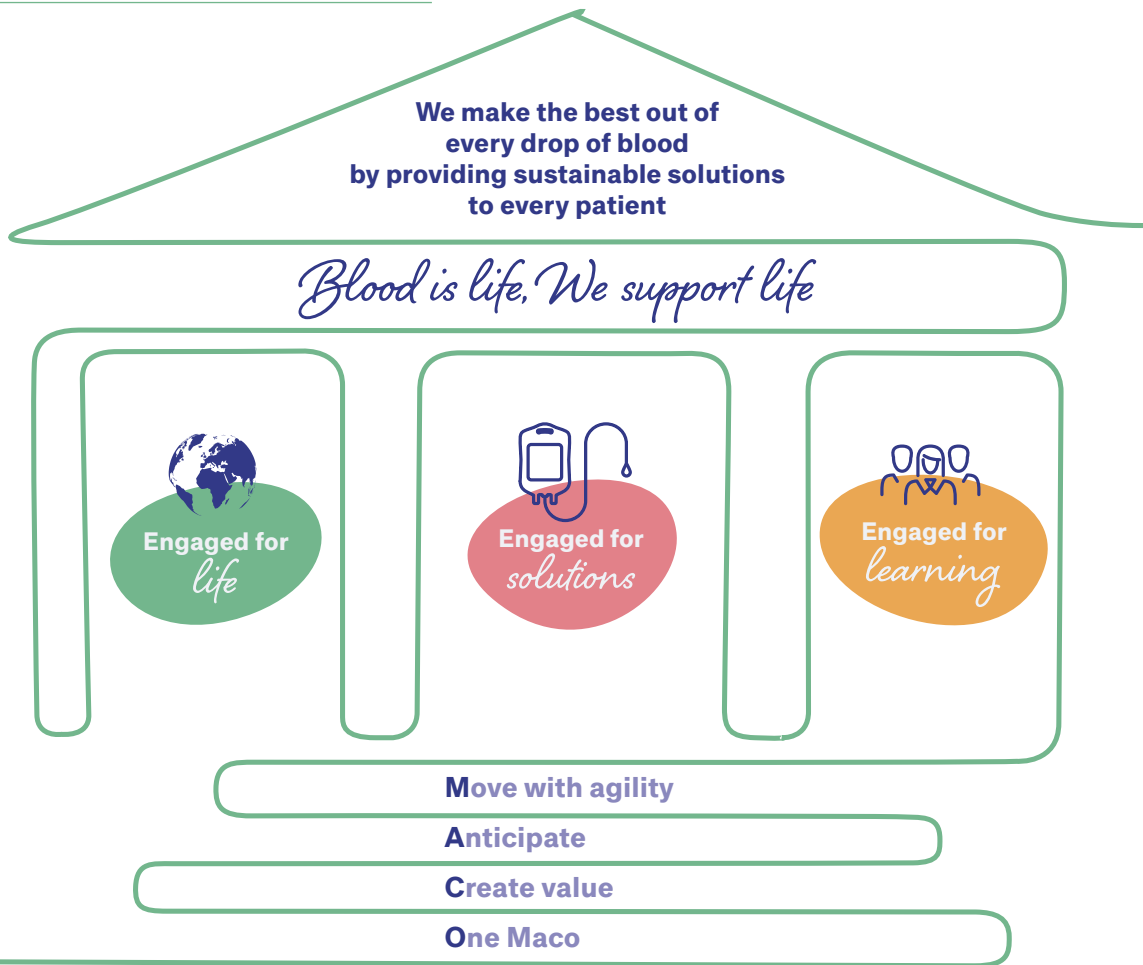 We make the best out of
every drop of blood
by providing sustainable solutions
to every patient
Blood is life, We support life
Engaged for
life
Engaged for
solutions
Engaged for
learning
Move with agility
Anticipate
Create value
One Maco